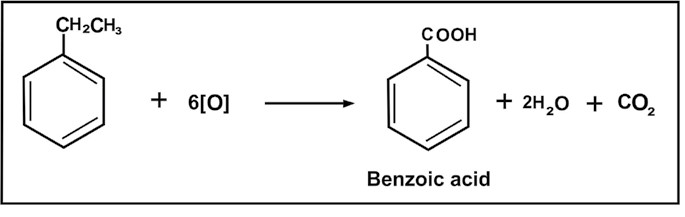 CH₂CH₃
+ 6[O]
COOH
+ 2H₂O + CO₂
Benzoic acid